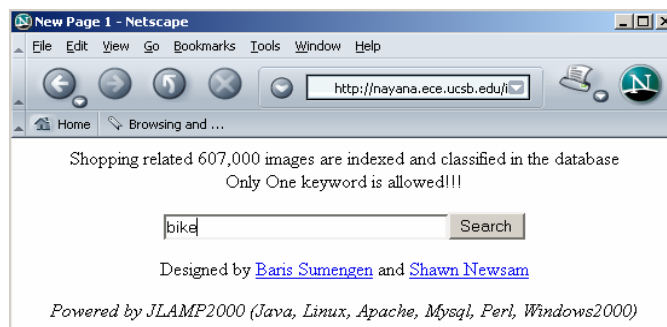 New Page 1 - Netscape
File Edit View Go Bookmarks Tools Window Help
http://nayana.ece.ucsb.edu/i
N
Home Browsing and ...
Shopping related 607,000 images are indexed and classified in the database
Only One keyword is allowed!!!
bike Search
Designed by Baris Sumengen and Shawn Newsam
Powered by JLAMP2000 (Java, Linux, Apache, Mysql, Perl, Windows2000)